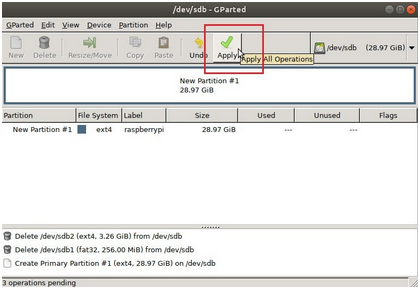 /dev/sdb - GParted
GParted Edit View Device Partition Help
New Delete Resize/Move Copy Paste Undo Apply /dev/sdb (28.97 GiB)
Apply All Operations
New Partition #1
28.97 GiB
Partition File System Label Size Used Unused Flags
New Partition #1 ext4 raspberrypi 28.97 GiB --- ---
Delete /dev/sdb2 (ext4, 3.26 GiB) from /dev/sdb
Delete /dev/sdb1 (fat32, 256.00 MiB) from /dev/sdb
Create Primary Partition #1 (ext4, 28.97 GiB) on /dev/sdb
3 operations pending